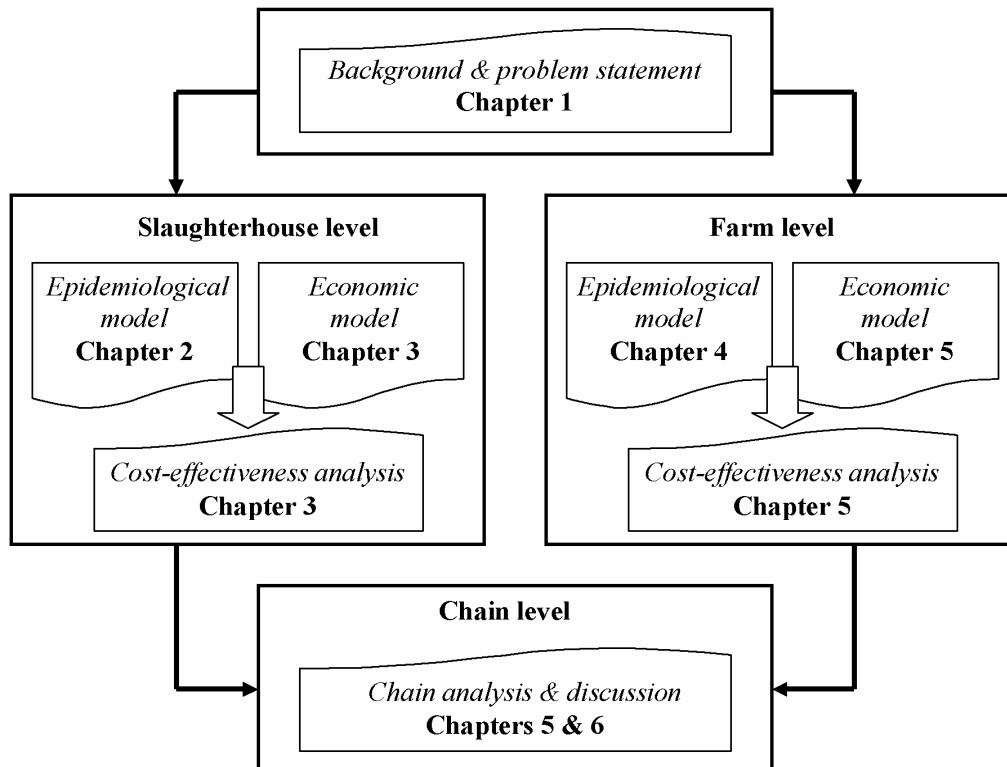 Background & problem statement
Chapter 1
Slaughterhouse level
Epidemiological
model
Chapter 2
Economic
model
Chapter 3
Cost-effectiveness analysis
Chapter 3
Farm level
Epidemiological
model
Chapter 4
Economic
model
Chapter 5
Cost-effectiveness analysis
Chapter 5
Chain level
Chain analysis & discussion
Chapters 5 & 6